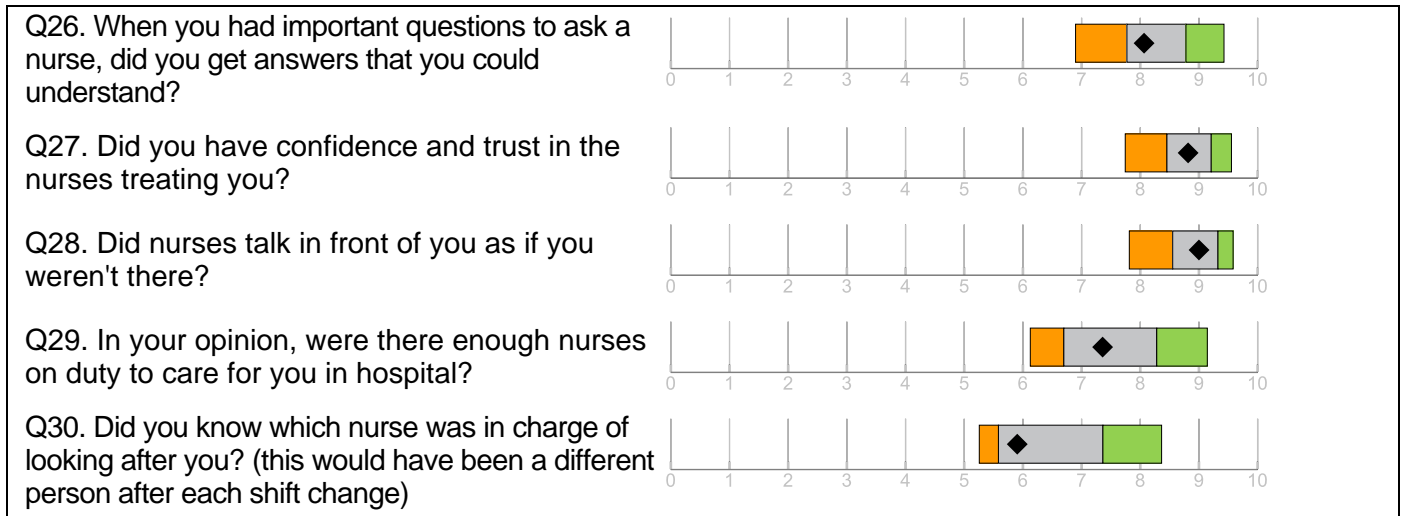 Q26. When you had important questions to ask a
nurse, did you get answers that you could
understand?
0 1 2 3 4 5 6 7 8 9 10
Q27. Did you have confidence and trust in the
nurses treating you?
0 1 2 3 4 5 6 7 8 9 10
Q28. Did nurses talk in front of you as if you
weren't there?
0 1 2 3 4 5 6 7 8 9 10
Q29. In your opinion, were there enough nurses
on duty to care for you in hospital?
0 1 2 3 4 5 6 7 8 9 10
Q30. Did you know which nurse was in charge of
looking after you? (this would have been a different
person after each shift change)
0 1 2 3 4 5 6 7 8 9 10